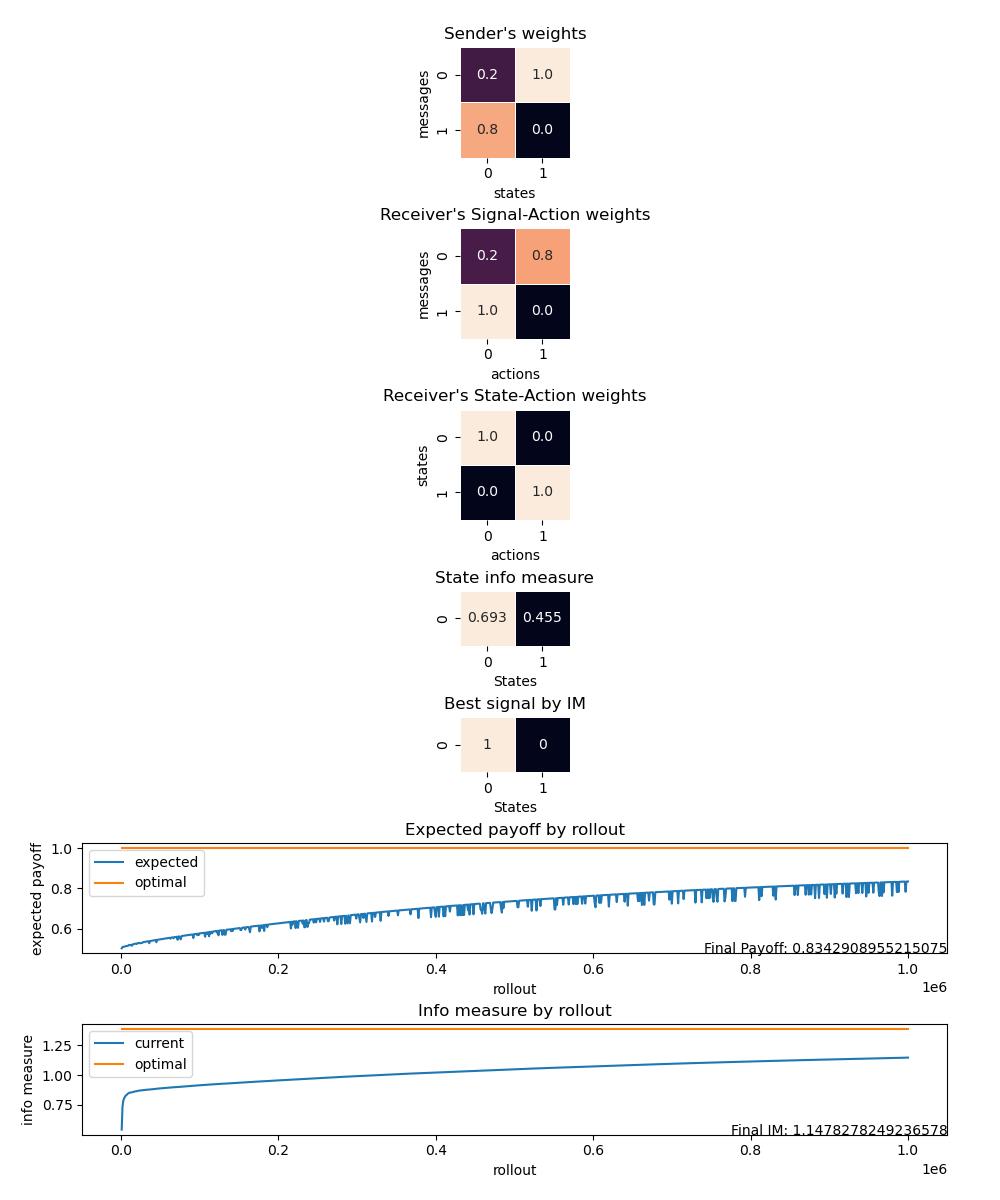 Sender's weights
messages
0
0.2 1.0
1
0.8 0.0
0 1
states
Receiver's Signal-Action weights
messages
0
0.2 0.8
1
1.0 0.0
0 1
actions
Receiver's State-Action weights
states
0
1.0 0.0
1
0.0 1.0
0 1
actions
State info measure
0
0.693 0.455
0 1
States
Best signal by IM
0
1 0
0 1
States
Expected payoff by rollout
expected payoff
1.0
0.8
0.6
expected
optimal
Final Payoff: 0.8342908955215075
0.0 0.2 0.4 0.6 0.8 1.0
1e6
rollout
Info measure by rollout
info measure
1.25
1.00
0.75
current
optimal
Final IM: 1.1478278249236578
0.0 0.2 0.4 0.6 0.8 1.0
1e6
rollout